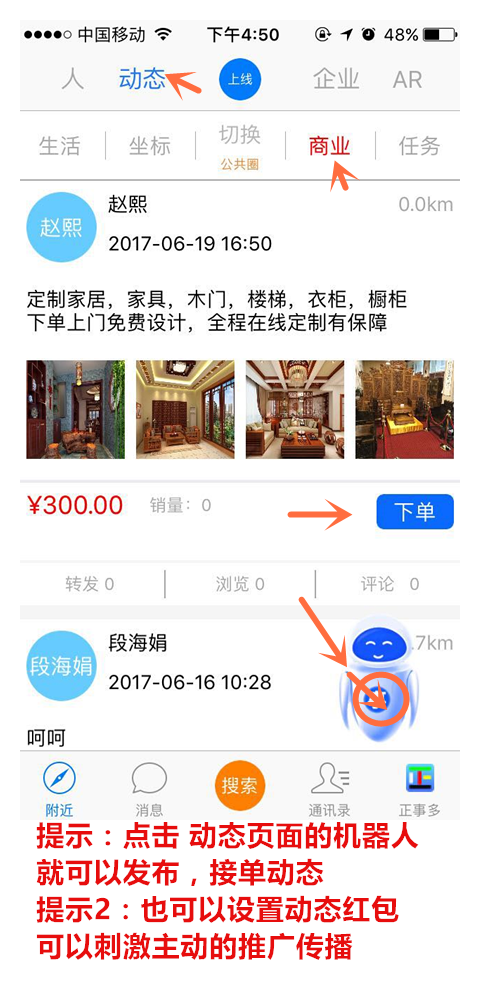 中国移动 下午4:50 48%
人 动态 上线 企业 AR
生活 坐标 切换 商业 任务
公共圈
赵熙 赵熙 0.0km
2017-06-19 16:50
定制家居，家具，木门，楼梯，衣柜，橱柜
下单上门免费设计，全程在线定制有保障
¥300.00 销量：0 下单
转发 0 浏览 0 评论 0
段海娟 段海娟 .7km
2017-06-16 10:28
呵呵
附近 消息 搜索 通讯录 正事多
提示：点击 动态页面的机器人
就可以发布，接单动态
提示2：也可以设置动态红包
可以刺激主动的推广传播